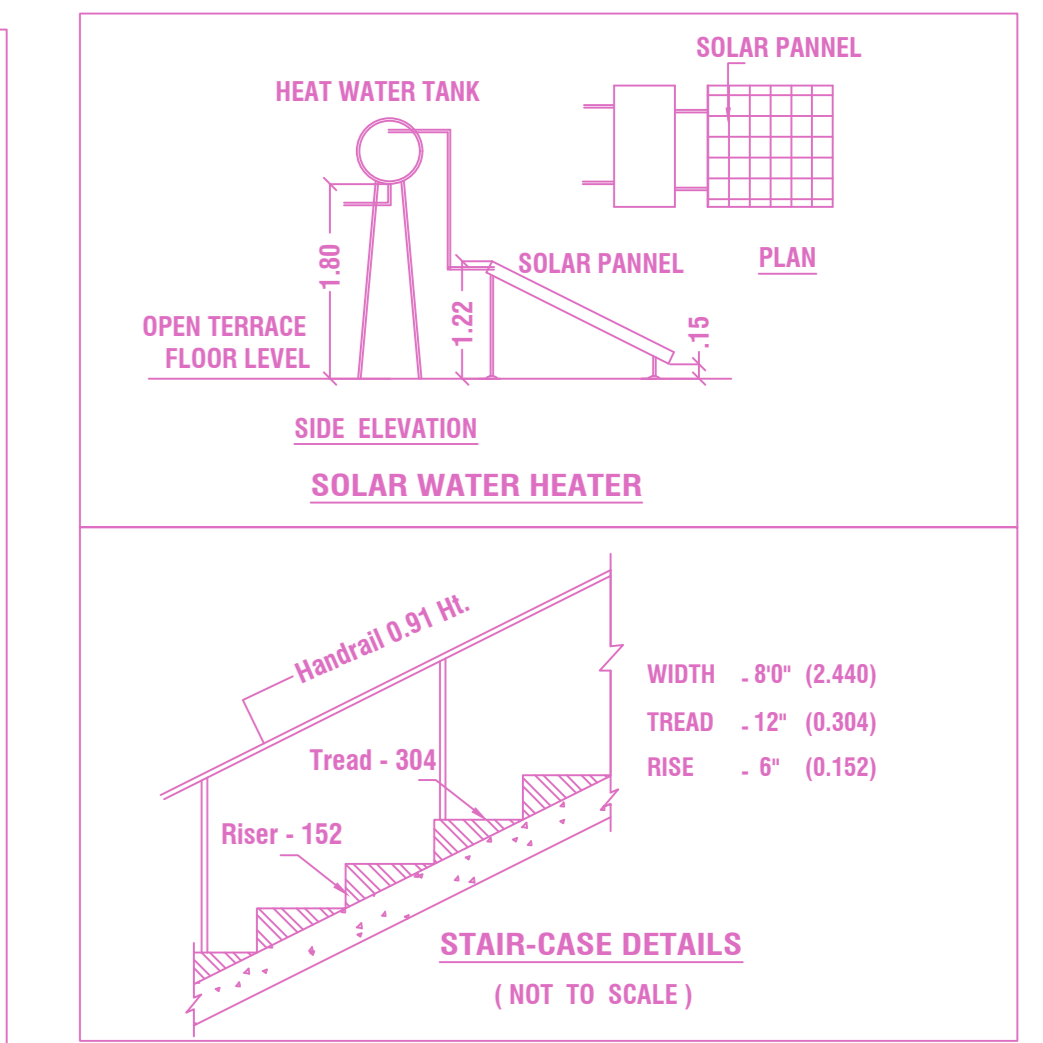 SOLAR PANNEL
HEAT WATER TANK
PLAN
SOLAR PANNEL
1.80
1.22
.15
OPEN TERRACE
FLOOR LEVEL
SIDE ELEVATION
SOLAR WATER HEATER
Handrail 0.91 Ht.
WIDTH - 8'0" (2.440)
TREAD - 12" (0.304)
RISE - 6" (0.152)
Tread - 304
Riser - 152
STAIR-CASE DETAILS
( NOT TO SCALE )